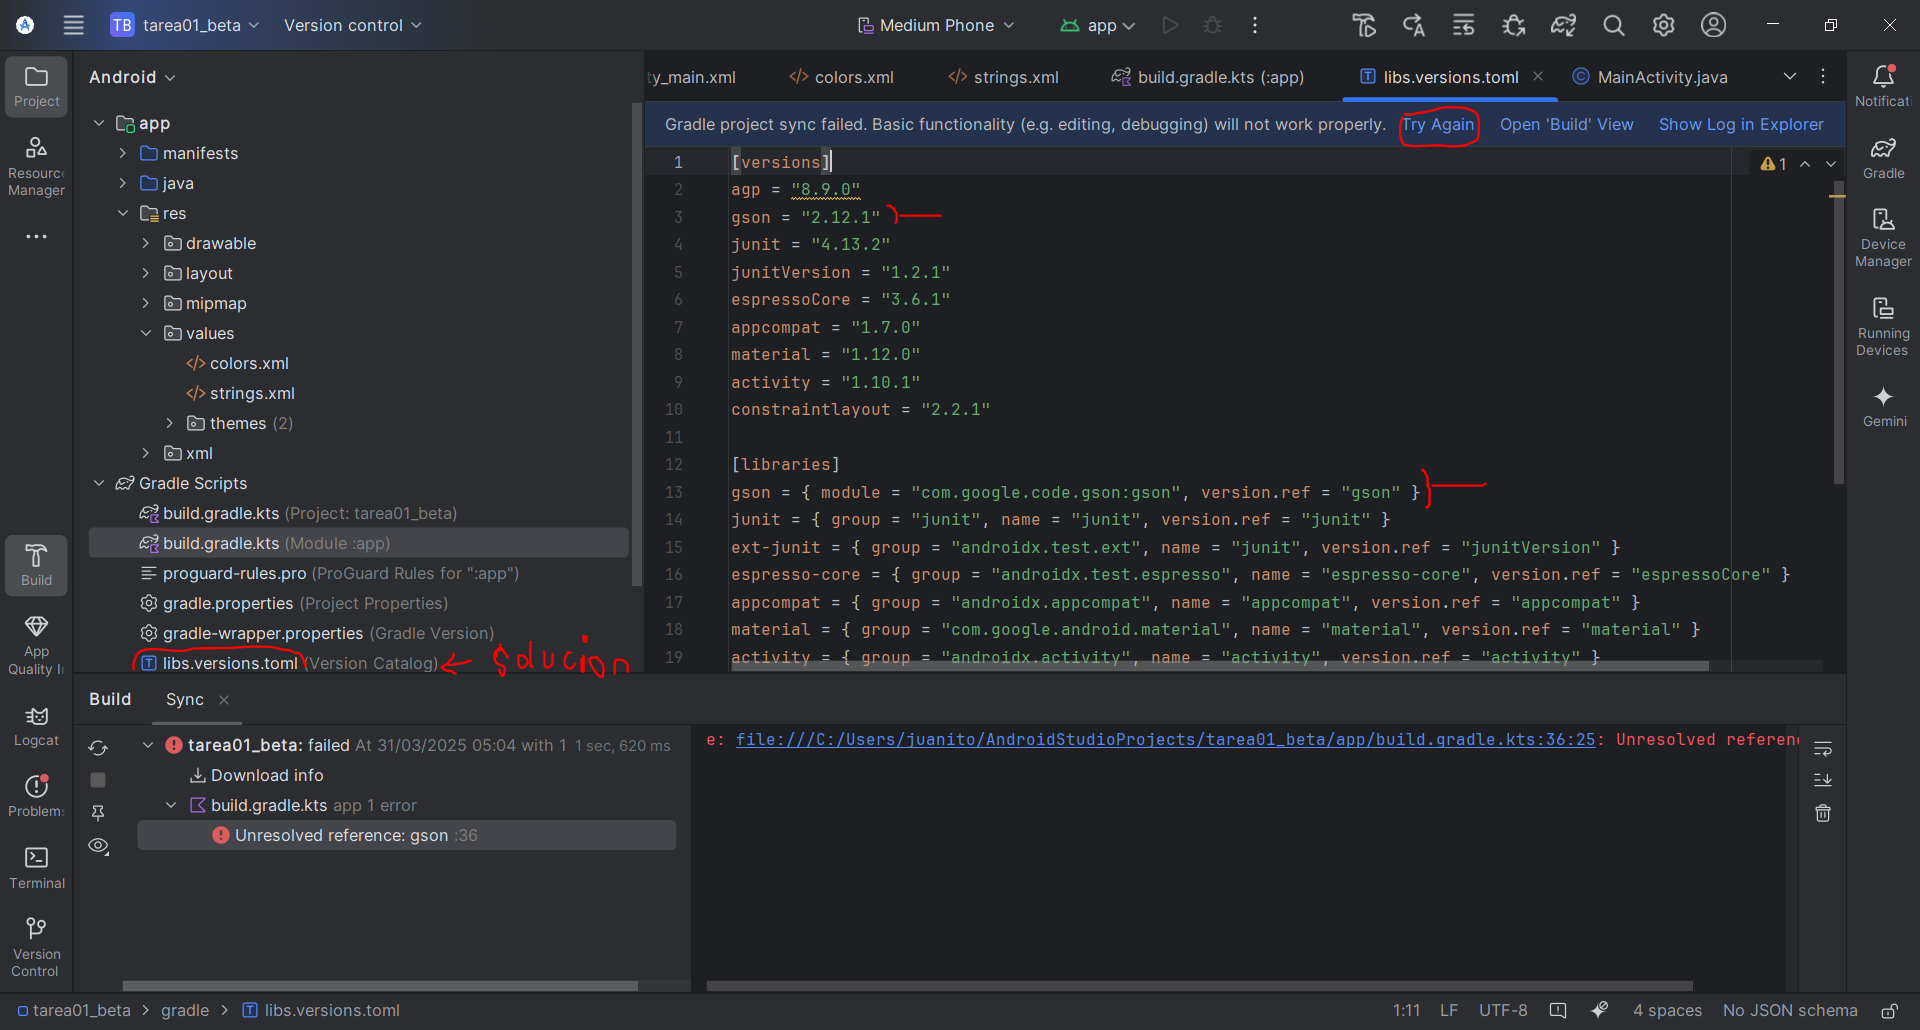 TB tarea01_beta Version control Medium Phone app
Project
Resourc
Manager
Build
App
Quality I
Logcat
Problem
Terminal
Version
Control
Android
app
manifests
java
res
drawable
layout
mipmap
values
colors.xml
strings.xml
themes (2)
xml
Gradle Scripts
build.gradle.kts (Project: tarea01_beta)
build.gradle.kts (Module :app)
proguard-rules.pro (ProGuard Rules for ":app")
gradle.properties (Project Properties)
gradle-wrapper.properties (Gradle Version)
libs.versions.toml (Version Catalog)
Solucion
ty_main.xml colors.xml strings.xml build.gradle.kts (:app) libs.versions.toml MainActivity.java
Gradle project sync failed. Basic functionality (e.g. editing, debugging) will not work properly. Try Again Open 'Build' View Show Log in Explorer
1
1 [versions]
2 agp = "8.9.0"
3 gson = "2.12.1"
4 junit = "4.13.2"
5 junitVersion = "1.2.1"
6 espressoCore = "3.6.1"
7 appcompat = "1.7.0"
8 material = "1.12.0"
9 activity = "1.10.1"
10 constraintlayout = "2.2.1"
11
12 [libraries]
13 gson = { module = "com.google.code.gson:gson", version.ref = "gson" }
14 junit = { group = "junit", name = "junit", version.ref = "junit" }
15 ext-junit = { group = "androidx.test.ext", name = "junit", version.ref = "junitVersion" }
16 espresso-core = { group = "androidx.test.espresso", name = "espresso-core", version.ref = "espressoCore" }
17 appcompat = { group = "androidx.appcompat", name = "appcompat", version.ref = "appcompat" }
18 material = { group = "com.google.android.material", name = "material", version.ref = "material" }
19 activity = { group = "androidx.activity", name = "activity", version.ref = "activity" }
Notificat
Gradle
Device
Manager
Running
Devices
Gemini
Build Sync
tarea01_beta: failed At 31/03/2025 05:04 with 1 1 sec, 620 ms
Download info
build.gradle.kts app 1 error
Unresolved reference: gson :36
e: file:///C:/Users/juanito/AndroidStudioProjects/tarea01_beta/app/build.gradle.kts:36:25: Unresolved referen
tarea01_beta > gradle > libs.versions.toml
1:11 LF UTF-8 4 spaces No JSON schema